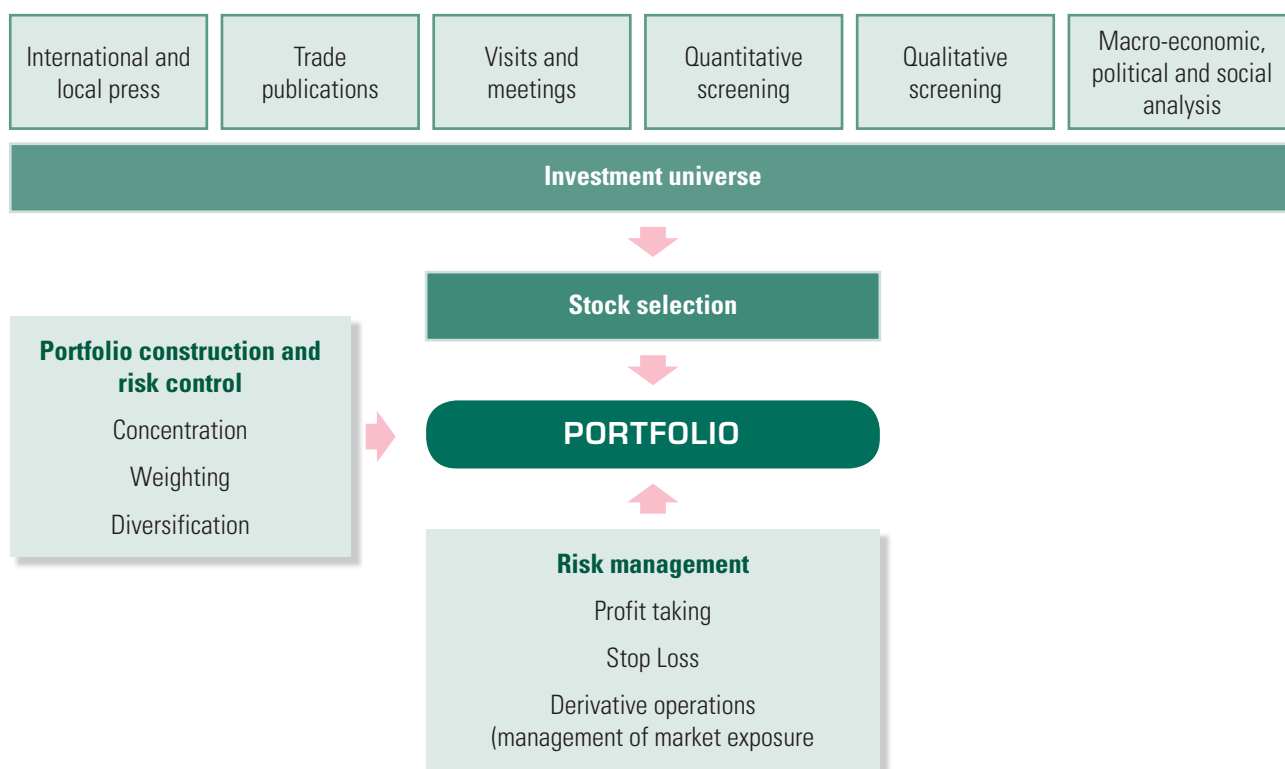 International and
local press
Trade
publications
Visits and
meetings
Quantitative
screening
Qualitative
screening
Macro-economic,
political and social
analysis
Investment universe
Stock selection
Portfolio construction and
risk control
Concentration
Weighting
Diversification
PORTFOLIO
Risk management
Profit taking
Stop Loss
Derivative operations
(management of market exposure